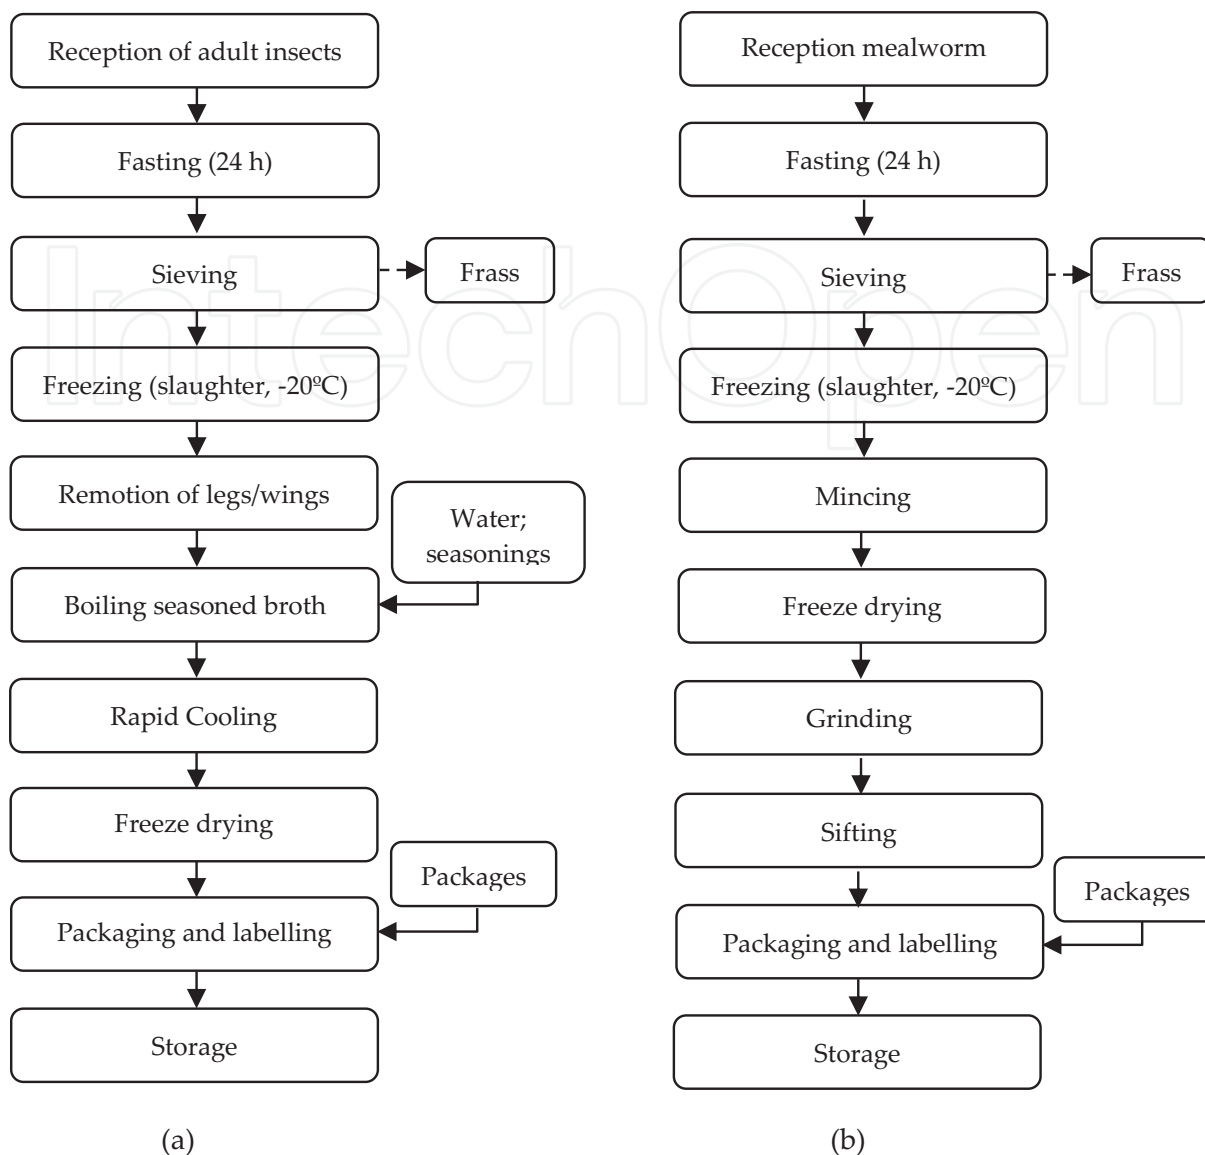 Reception of adult insects
Fasting (24 h)
Sieving
Frass
Freezing (slaughter, -20ºC)
Remotion of legs/wings
Water;
seasonings
Boiling seasoned broth
Rapid Cooling
Freeze drying
Packages
Packaging and labelling
Storage
(a)
Reception mealworm
Fasting (24 h)
Sieving
Frass
Freezing (slaughter, -20ºC)
Mincing
Freeze drying
Grinding
Sifting
Packages
Packaging and labelling
Storage
(b)
IntechOpen